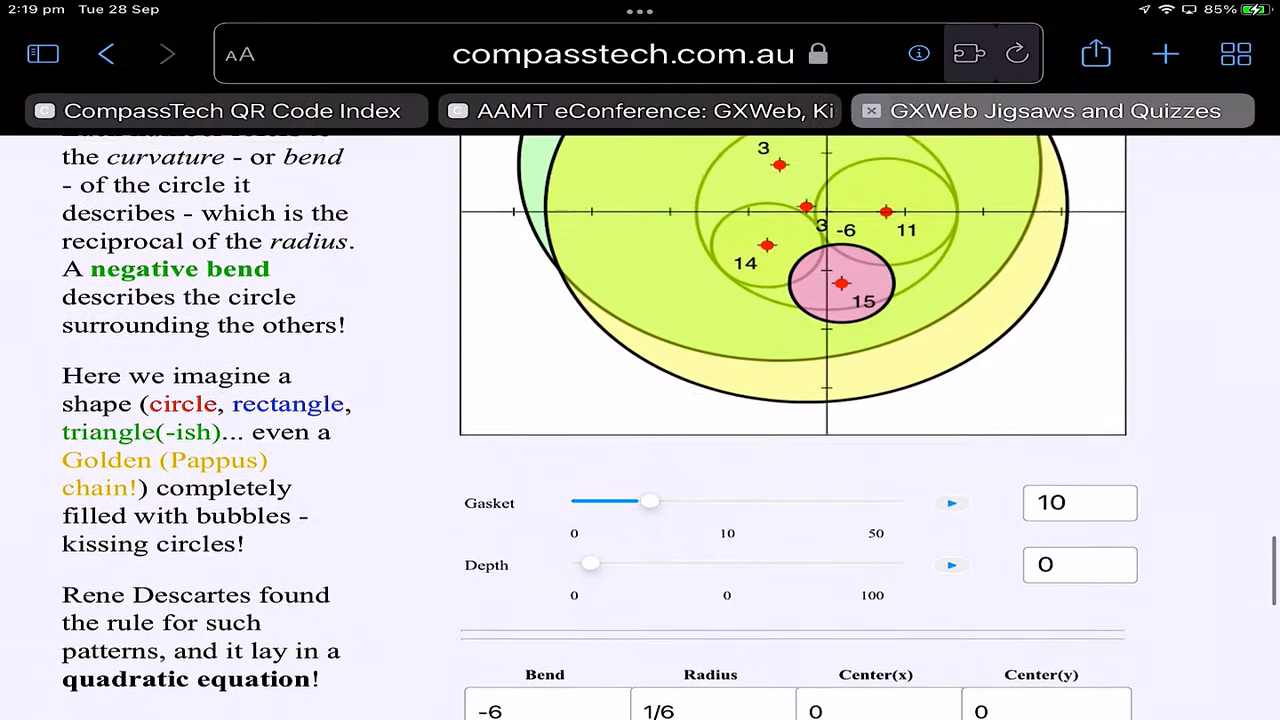 2:19 pm Tue 28 Sep
85%
AA compasstech.com.au
CompassTech QR Code Index
AAMT eConference: GXWeb, Ki
GXWeb Jigsaws and Quizzes
the curvature - or bend
- of the circle it
describes - which is the
reciprocal of the radius.
A negative bend
describes the circle
surrounding the others!
Here we imagine a
shape (circle, rectangle,
triangle(-ish)... even a
Golden (Pappus)
chain!) completely
filled with bubbles -
kissing circles!
Rene Descartes found
the rule for such
patterns, and it lay in a
quadratic equation!
3
3 -6 11
14
15
Gasket 10
0 10 50
Depth 0
0 0 100
Bend Radius Center(x) Center(y)
-6 1/6 0 0